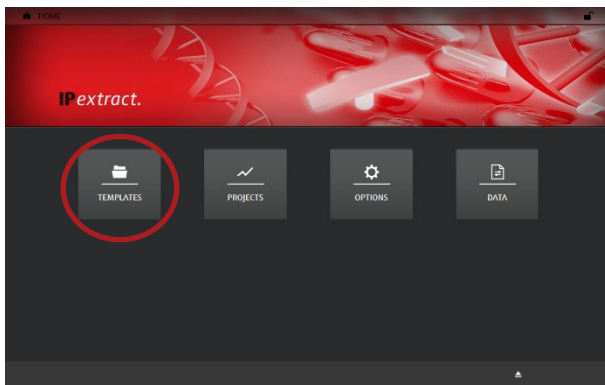 HOME
IPextract.
TEMPLATES
PROJECTS
OPTIONS
DATA